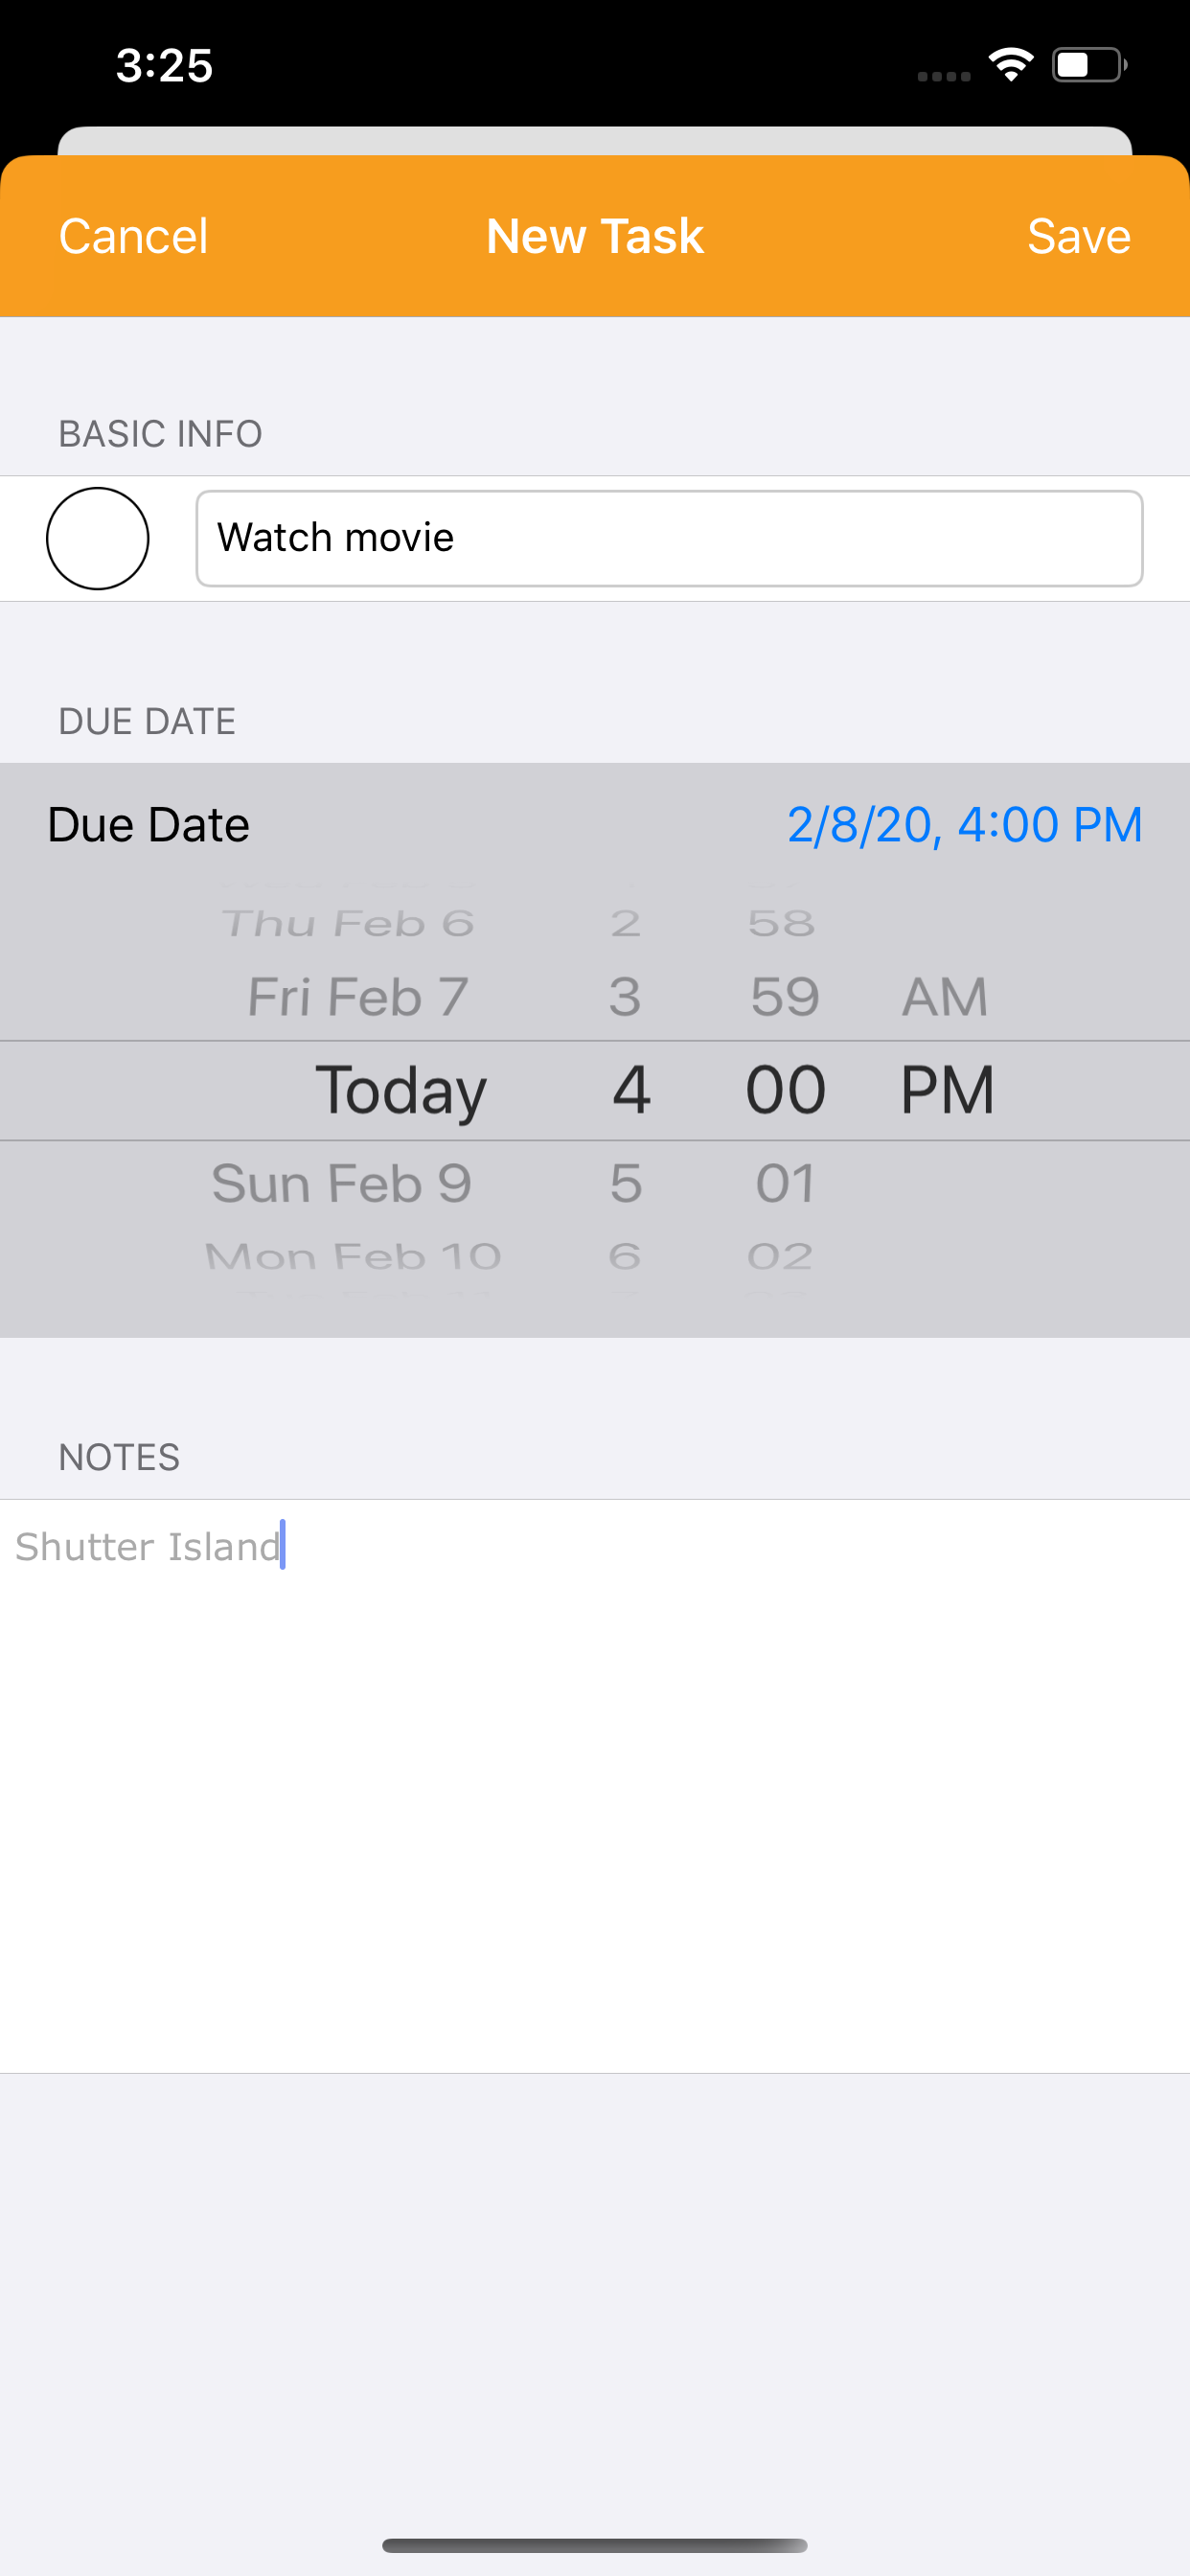 3:25
Cancel New Task Save
BASIC INFO
Watch movie
DUE DATE
Due Date 2/8/20, 4:00 PM
Thu Feb 6 2 58
Fri Feb 7 3 59 AM
Today 4 00 PM
Sun Feb 9 5 01
Mon Feb 10 6 02
NOTES
Shutter Island